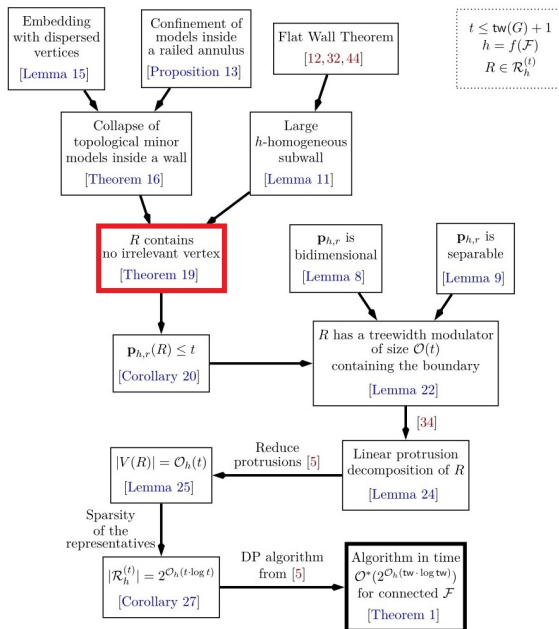 Embedding
with dispersed
vertices
[Lemma 15]
Confinement of
models inside
a railed annulus
[Proposition 13]
Flat Wall Theorem
[12, 32, 44]
t ≤ tw(G) + 1
h = f(F)
R ∈ R_h^(t)
Collapse of
topological minor
models inside a wall
[Theorem 16]
Large
h-homogeneous
subwall
[Lemma 11]
R contains
no irrelevant vertex
[Theorem 19]
p_{h,r} is
bidimensional
[Lemma 8]
p_{h,r} is
separable
[Lemma 9]
p_{h,r}(R) ≤ t
[Corollary 20]
R has a treewidth modulator
of size O(t)
containing the boundary
[Lemma 22]
[34]
Linear protrusion
decomposition of R
[Lemma 24]
Reduce
protrusions [5]
|V(R)| = O_h(t)
[Lemma 25]
Sparsity
of the
representatives
|R_h^(t)| = 2^{O_h(t·log t)}
[Corollary 27]
DP algorithm
from [5]
Algorithm in time
O*(2^{O_h(tw·log tw)})
for connected F
[Theorem 1]